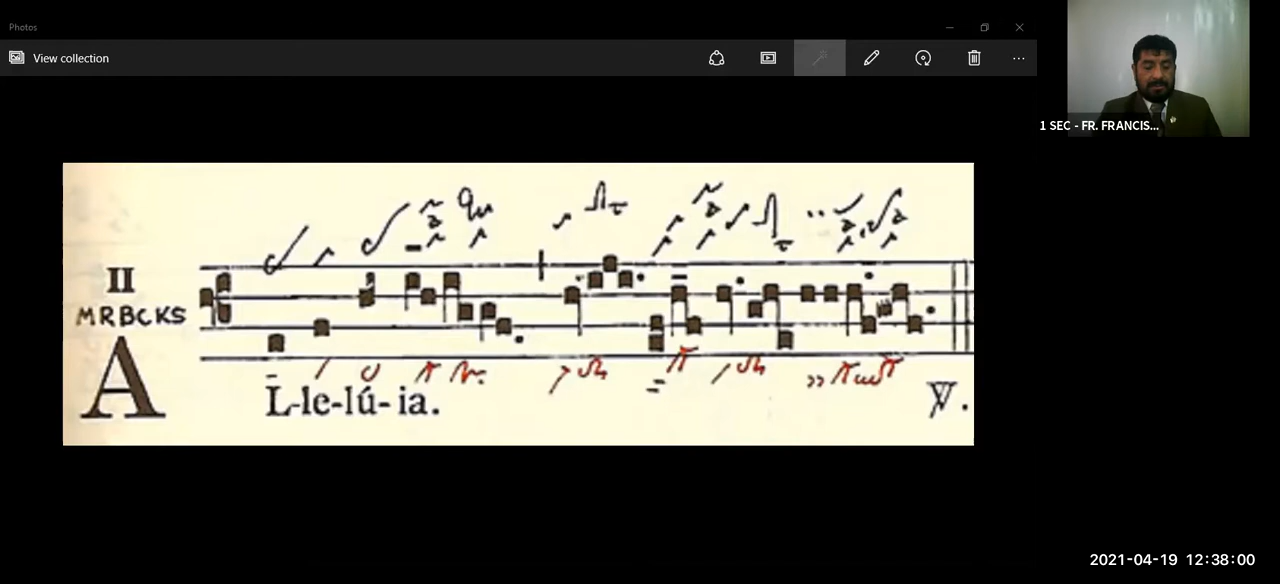 Photos
View collection
1 SEC - FR. FRANCIS...
II
MRBCKS
A
L-le-lú-ia.
℣.
2021-04-19 12:38:00